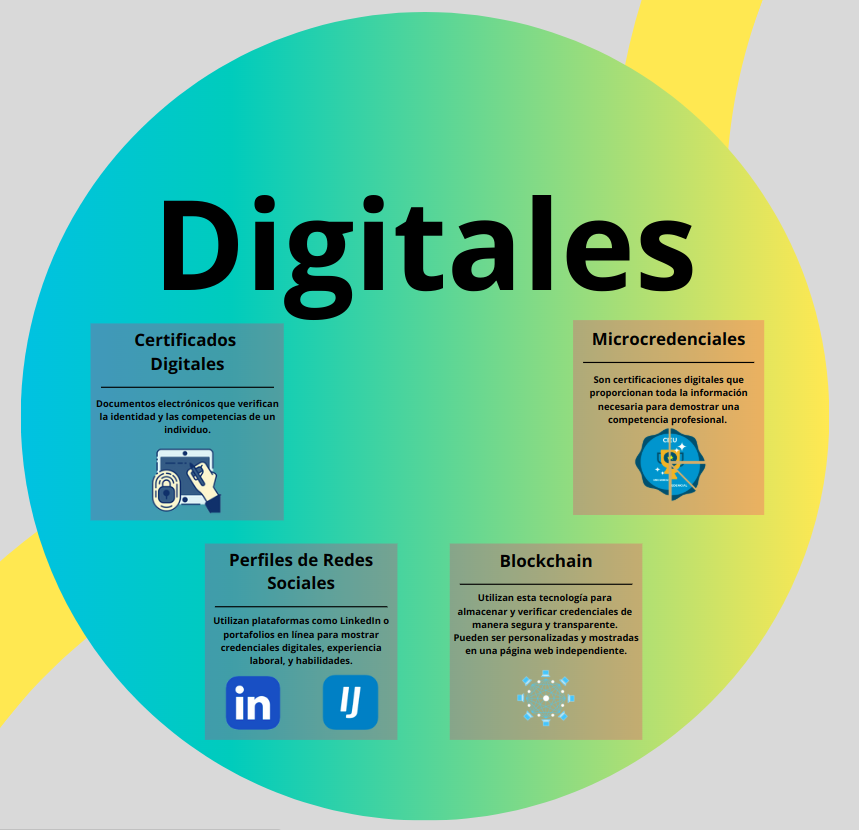 Digitales
Certificados
Digitales
Documentos electrónicos que verifican
la identidad y las competencias de un
individuo.
Microcredenciales
Son certificaciones digitales que
proporcionan toda la información
necesaria para demostrar una
competencia profesional.
Perfiles de Redes
Sociales
Utilizan plataformas como LinkedIn o
portafolios en línea para mostrar
credenciales digitales, experiencia
laboral, y habilidades.
in
IJ
Blockchain
Utilizan esta tecnología para
almacenar y verificar credenciales de
manera segura y transparente.
Pueden ser personalizadas y mostradas
en una página web independiente.